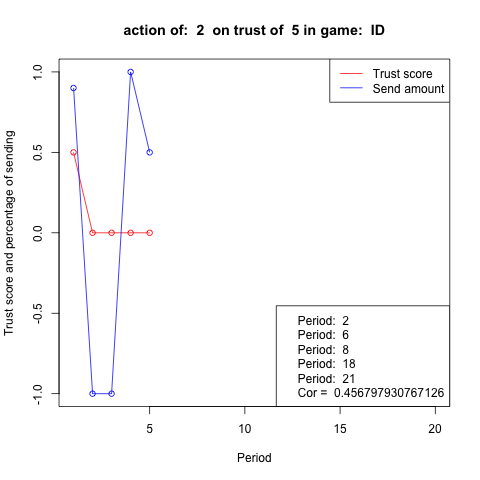 action of:  2  on trust of  5 in game:  ID
Trust score
Send amount
Trust score and percentage of sending
1.0
0.5
0.0
-0.5
-1.0
Period:  2
Period:  6
Period:  8
Period:  18
Period:  21
Cor =  0.456797930767126
5 10 15 20
Period